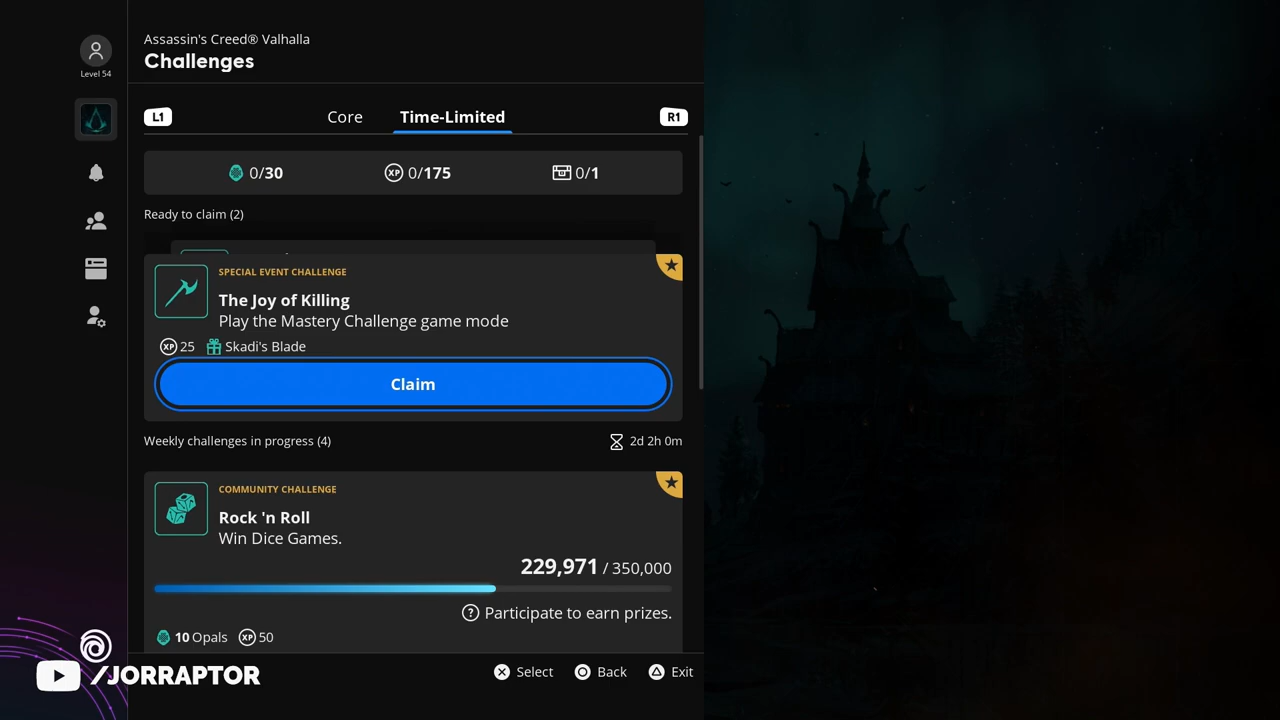 Assassin's Creed® Valhalla
Challenges
Level 54
L1
Core
Time-Limited
R1
0/30
XP 0/175
0/1
Ready to claim (2)
SPECIAL EVENT CHALLENGE
The Joy of Killing
Play the Mastery Challenge game mode
XP 25 Skadi's Blade
Claim
Weekly challenges in progress (4)
2d 2h 0m
COMMUNITY CHALLENGE
Rock 'n Roll
Win Dice Games.
229,971 / 350,000
? Participate to earn prizes.
10 Opals XP 50
/JORRAPTOR
Select
Back
Exit